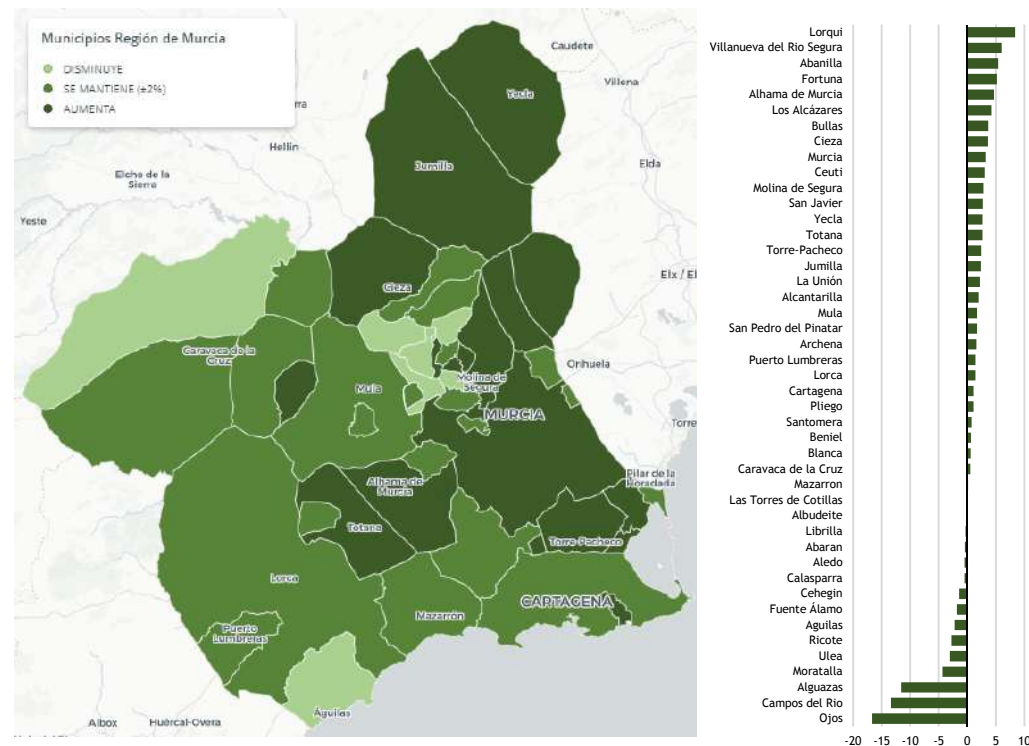 Municipios Región de Murcia
DISMINUYE
SE MANTIENE (±2%)
AUMENTA
Caudete
Villena
Yecla
Hellín
Jumilla
Elda
Elche de la
Sierra
Yeste
Elx / El
Cieza
Caravaca de la
Cruz
Orihuela
Mula
Molina de
Segura
MURCIA
Torre
Pilar de la
Horadada
Alhama de
Murcia
Totana
Torre-Pacheco
Lorca
CARTAGENA
Mazarrón
Puerto
Lumbreras
Águilas
Albox
Huércal-Overa
Lorqui
Villanueva del Rio Segura
Abanilla
Fortuna
Alhama de Murcia
Los Alcázares
Bullas
Cieza
Murcia
Ceuti
Molina de Segura
San Javier
Yecla
Totana
Torre-Pacheco
Jumilla
La Unión
Alcantarilla
Mula
San Pedro del Pinatar
Archena
Puerto Lumbreras
Lorca
Cartagena
Pliego
Santomera
Beniel
Blanca
Caravaca de la Cruz
Mazarron
Las Torres de Cotillas
Albudeite
Librilla
Abaran
Aledo
Calasparra
Cehegin
Fuente Álamo
Aguilas
Ricote
Ulea
Moratalla
Alguazas
Campos del Rio
Ojos
-20 -15 -10 -5 0 5 10